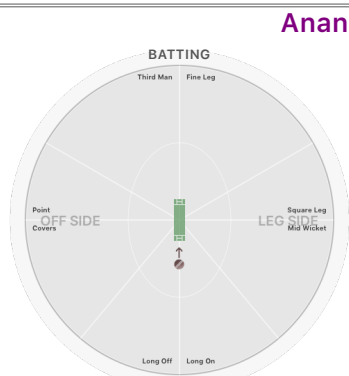 Anan
BATTING
Third Man Fine Leg
Point Square Leg
OFF SIDE LEG SIDE
Covers Mid Wicket
Long Off Long On